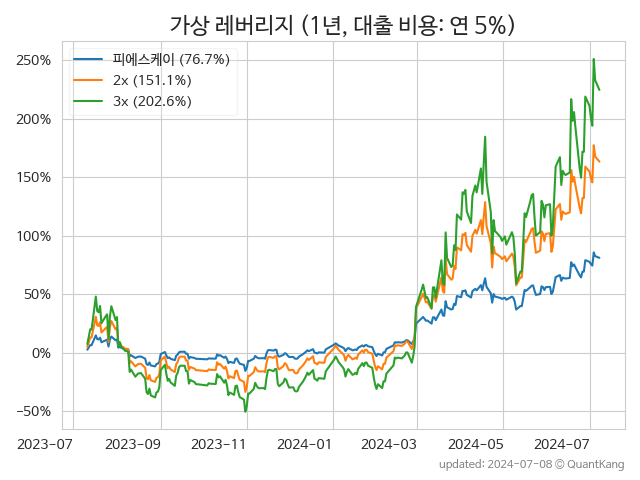 가상 레버리지 (1년, 대출 비용: 연 5%)
피에스케이 (76.7%)
2x (151.1%)
3x (202.6%)
250%
200%
150%
100%
50%
0%
−50%
2023-07 2023-09 2023-11 2024-01 2024-03 2024-05 2024-07
updated: 2024-07-08 © QuantKang